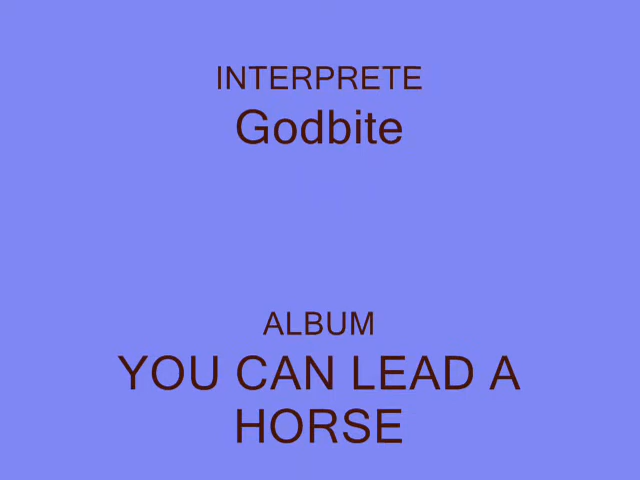 INTERPRETE
Godbite
ALBUM
YOU CAN LEAD A
HORSE